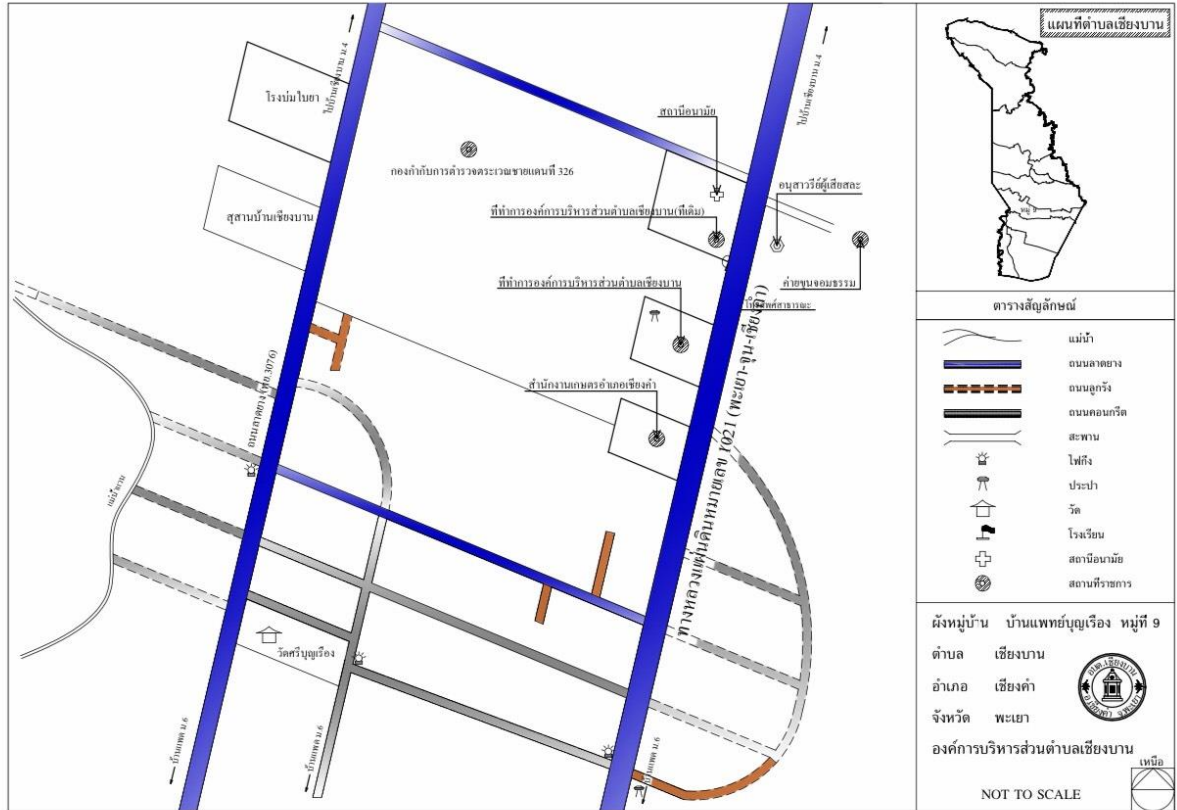 ไปบ้านเชียงบาน ม.4
ไปบ้านเชียงบาน ม.4
โรงบ่มใบยา
สุสานบ้านเชียงบาน
กองกำกับการตำรวจตระเวณชายแดนที่ 326
สถานีอนามัย
อนุสาวรีย์ผู้เสียสละ
ที่ทำการองค์การบริหารส่วนตำบลเชียงบาน(ที่เดิม)
ค่ายขุนจอมธรรม
ที่ทำการองค์การบริหารส่วนตำบลเชียงบาน
สำนักงานเกษตรอำเภอเชียงคำ
ถนนลาดยาง (พย.3076)
ทางหลวงแผ่นดินหมายเลข 1021 (พะเยา-จุน-เชียงคำ)
วัดศรีบุญเรือง
บ้านแพด ม.6
บ้านแพด ม.6
บ้านแพด ม.6
แผนที่ตำบลเชียงบาน
หมู่ 9
ตารางสัญลักษณ์
แม่น้ำ
ถนนลาดยาง
ถนนลูกรัง
ถนนคอนกรีต
สะพาน
ไฟกิ่ง
ประปา
วัด
โรงเรียน
สถานีอนามัย
สถานที่ราชการ
ผังหมู่บ้าน บ้านแพทย์บุญเรือง หมู่ที่ 9
ตำบล เชียงบาน
อำเภอ เชียงคำ
จังหวัด พะเยา
องค์การบริหารส่วนตำบลเชียงบาน
อบต.เชียงบาน
อ.เชียงคำ จ.พะเยา
เหนือ
NOT TO SCALE